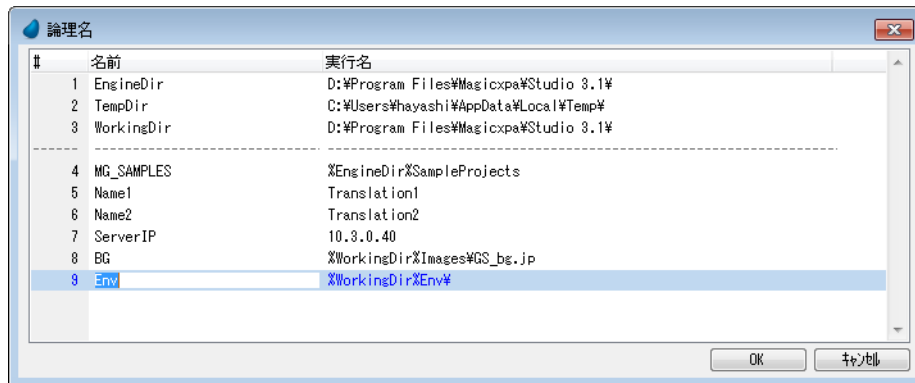 論理名
# 名前 実行名
1 EngineDir D:¥Program Files¥Magicxpa¥Studio 3.1¥
2 TempDir C:¥Users¥hayashi¥AppData¥Local¥Temp¥
3 WorkingDir D:¥Program Files¥Magicxpa¥Studio 3.1¥
4 MG_SAMPLES %EngineDir%SampleProjects
5 Name1 Translation1
6 Name2 Translation2
7 ServerIP 10.3.0.40
8 BG %WorkingDir%Images¥GS_bg.jp
9 Env %WorkingDir%Env¥
OK キャンセル